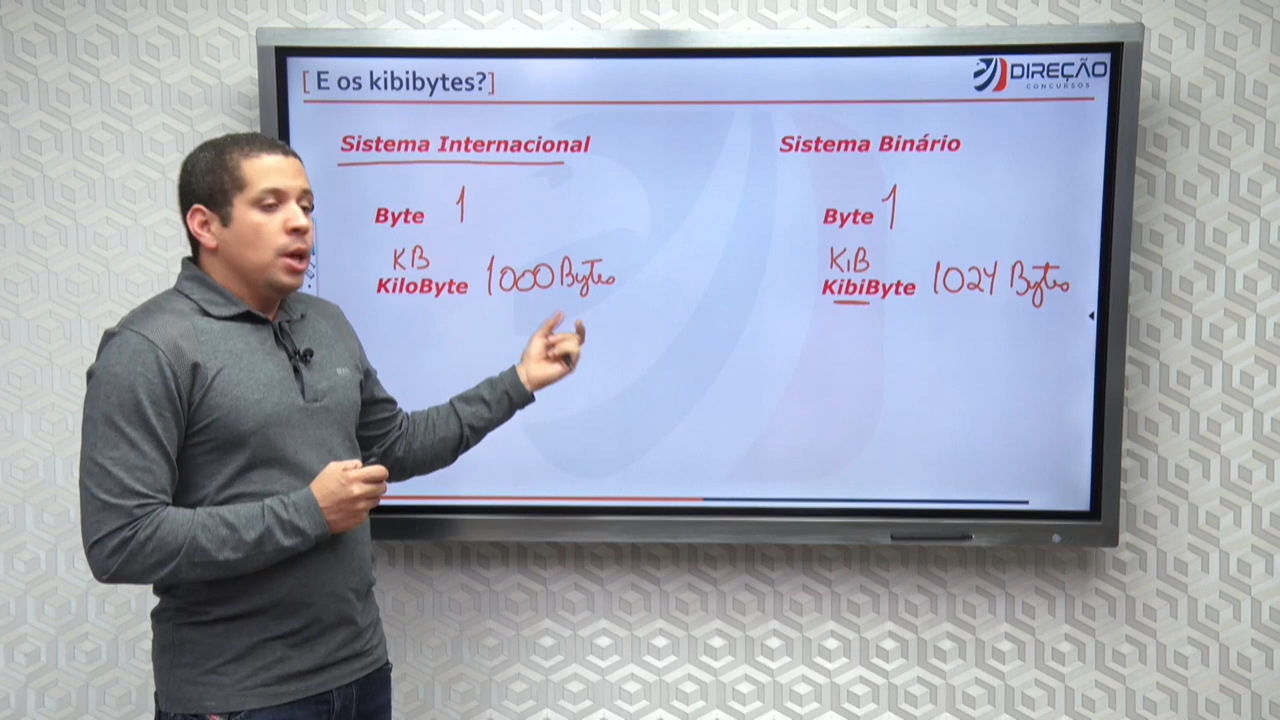 [ E os kibibytes?]
DIREÇÃO
CONCURSOS
Sistema Internacional
Byte 1
KB
KiloByte 1000 Bytes
Sistema Binário
Byte 1
KiB
KibiByte 1024 Bytes